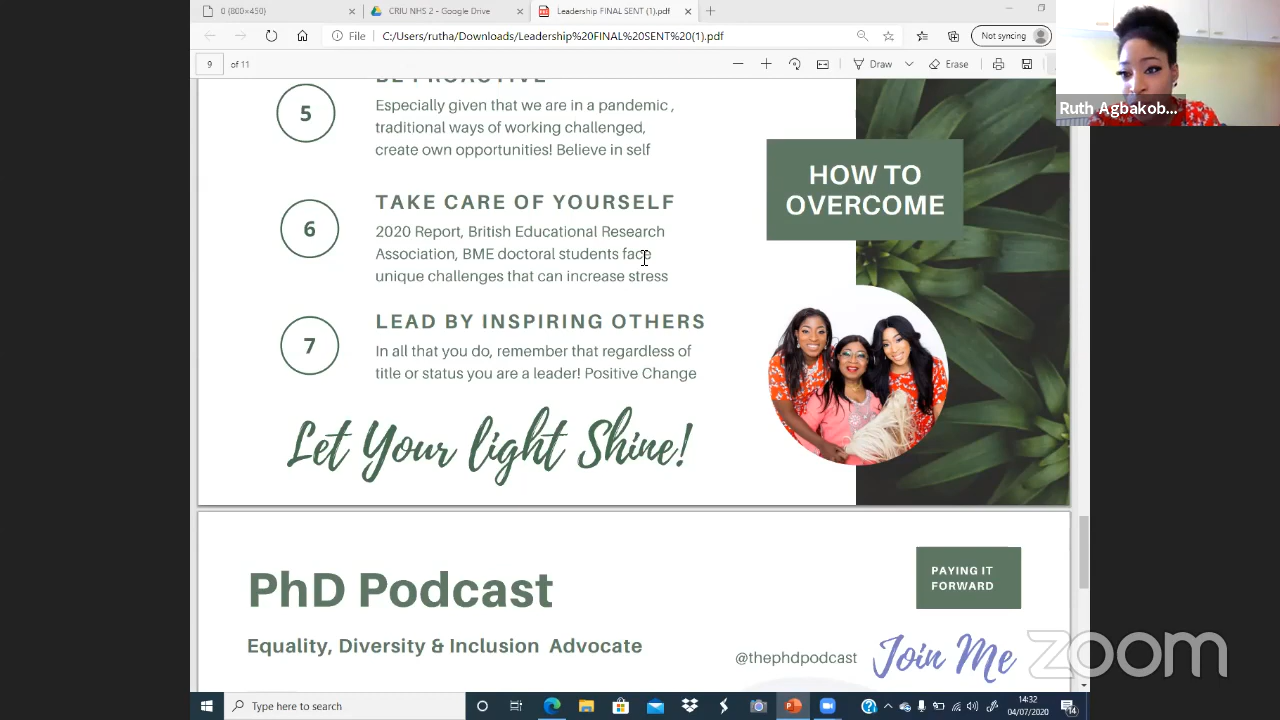 0 (800×450)
CRIU NHS 2 - Google Drive
Leadership FINAL SENT (1).pdf
File
C:/Users/rutha/Downloads/Leadership%20FINAL%20SENT%20(1).pdf
Not syncing
9 of 11
Draw
Erase
Ruth Agbakob...
BE PROACTIVE
5
Especially given that we are in a pandemic ,
traditional ways of working challenged,
create own opportunities! Believe in self
HOW TO
OVERCOME
TAKE CARE OF YOURSELF
6
2020 Report, British Educational Research
Association, BME doctoral students face
unique challenges that can increase stress
LEAD BY INSPIRING OTHERS
7
In all that you do, remember that regardless of
title or status you are a leader! Positive Change
Let Your light Shine!
PhD Podcast
PAYING IT
FORWARD
Equality, Diversity & Inclusion Advocate
@thephdpodcast
Join Me
zoom
Type here to search
14:32
04/07/2020
14